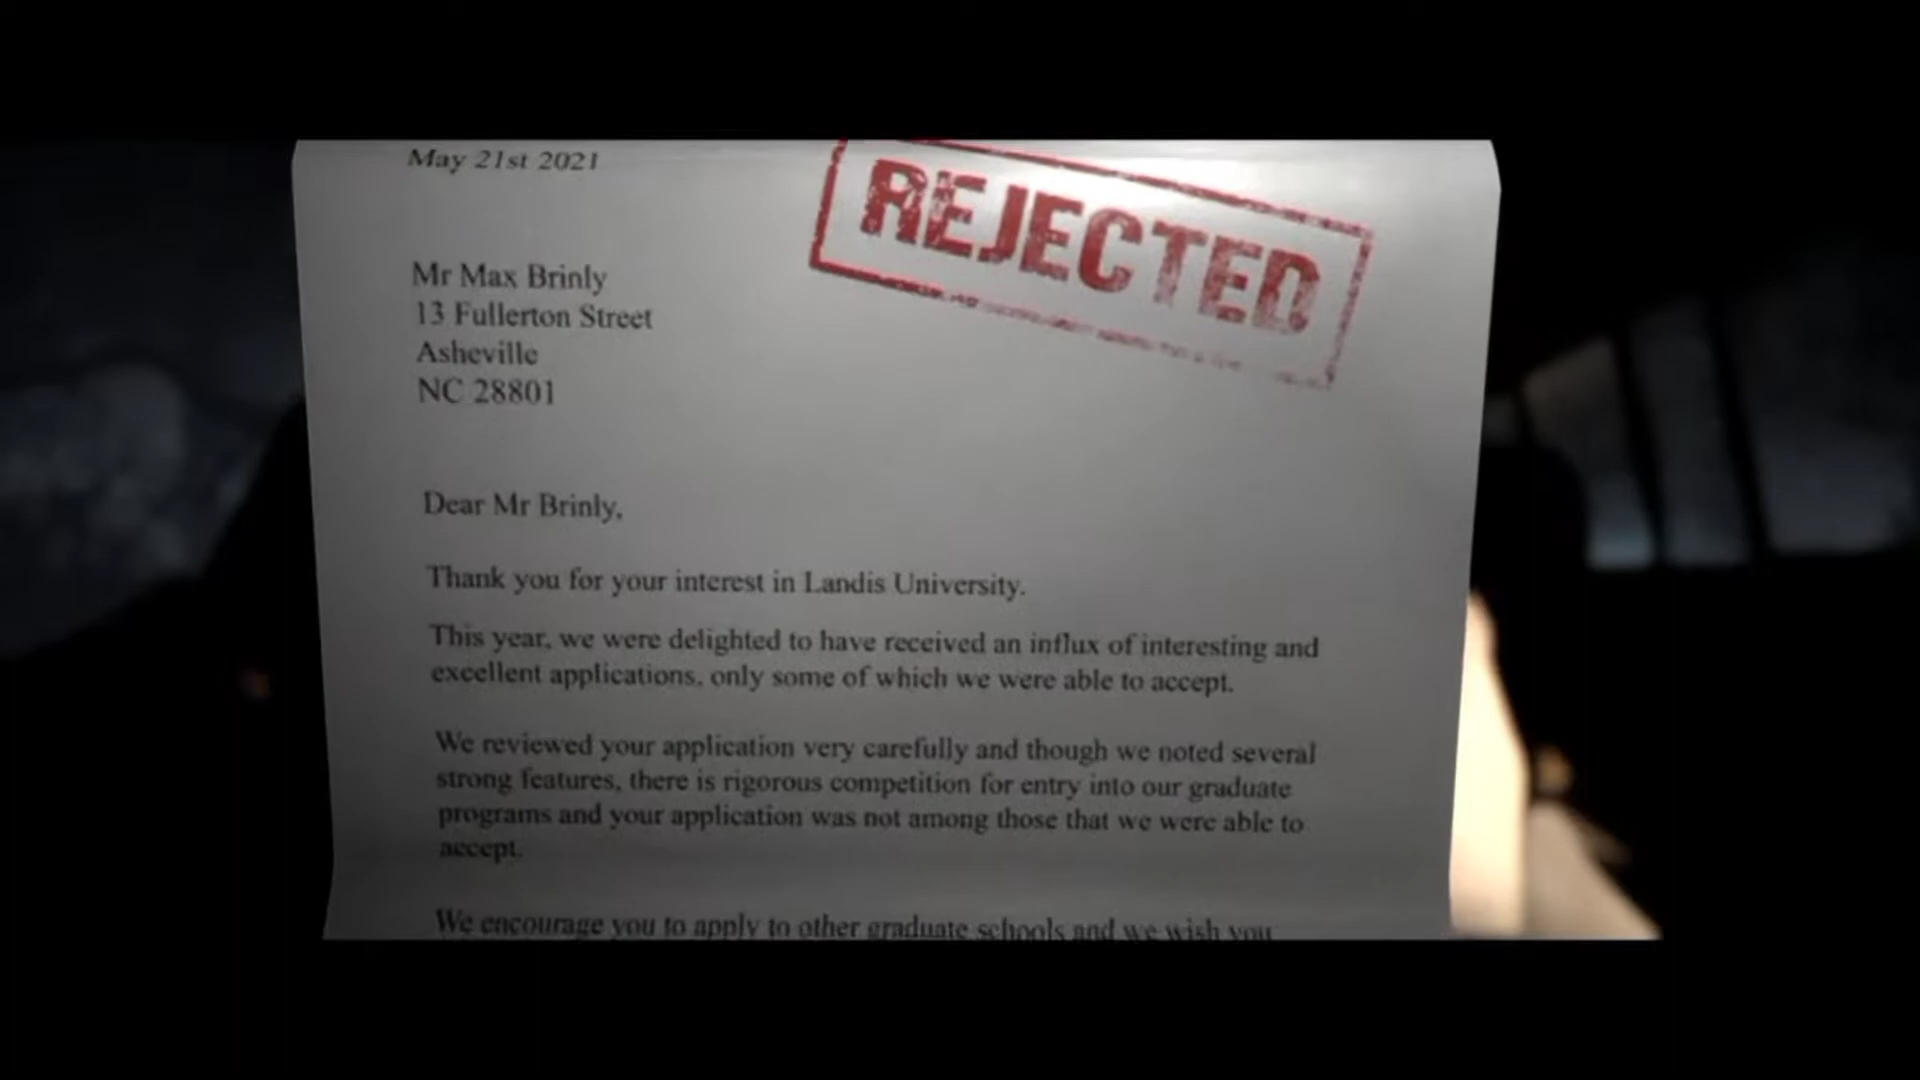 May 21st 2021
REJECTED
Mr Max Brinly
13 Fullerton Street
Asheville
NC 28801
Dear Mr Brinly,
Thank you for your interest in Landis University.
This year, we were delighted to have received an influx of interesting and
excellent applications, only some of which we were able to accept.
We reviewed your application very carefully and though we noted several
strong features, there is rigorous competition for entry into our graduate
programs and your application was not among those that we were able to
accept.
We encourage you to apply to other graduate schools and we wish you